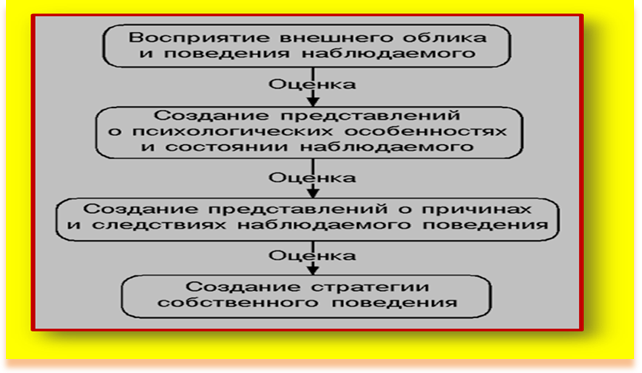 Восприятие внешнего облика
и поведения наблюдаемого
Оценка
Создание представлений
о психологических особенностях
и состоянии наблюдаемого
Оценка
Создание представлений о причинах
и следствиях наблюдаемого поведения
Оценка
Создание стратегии
собственного поведения